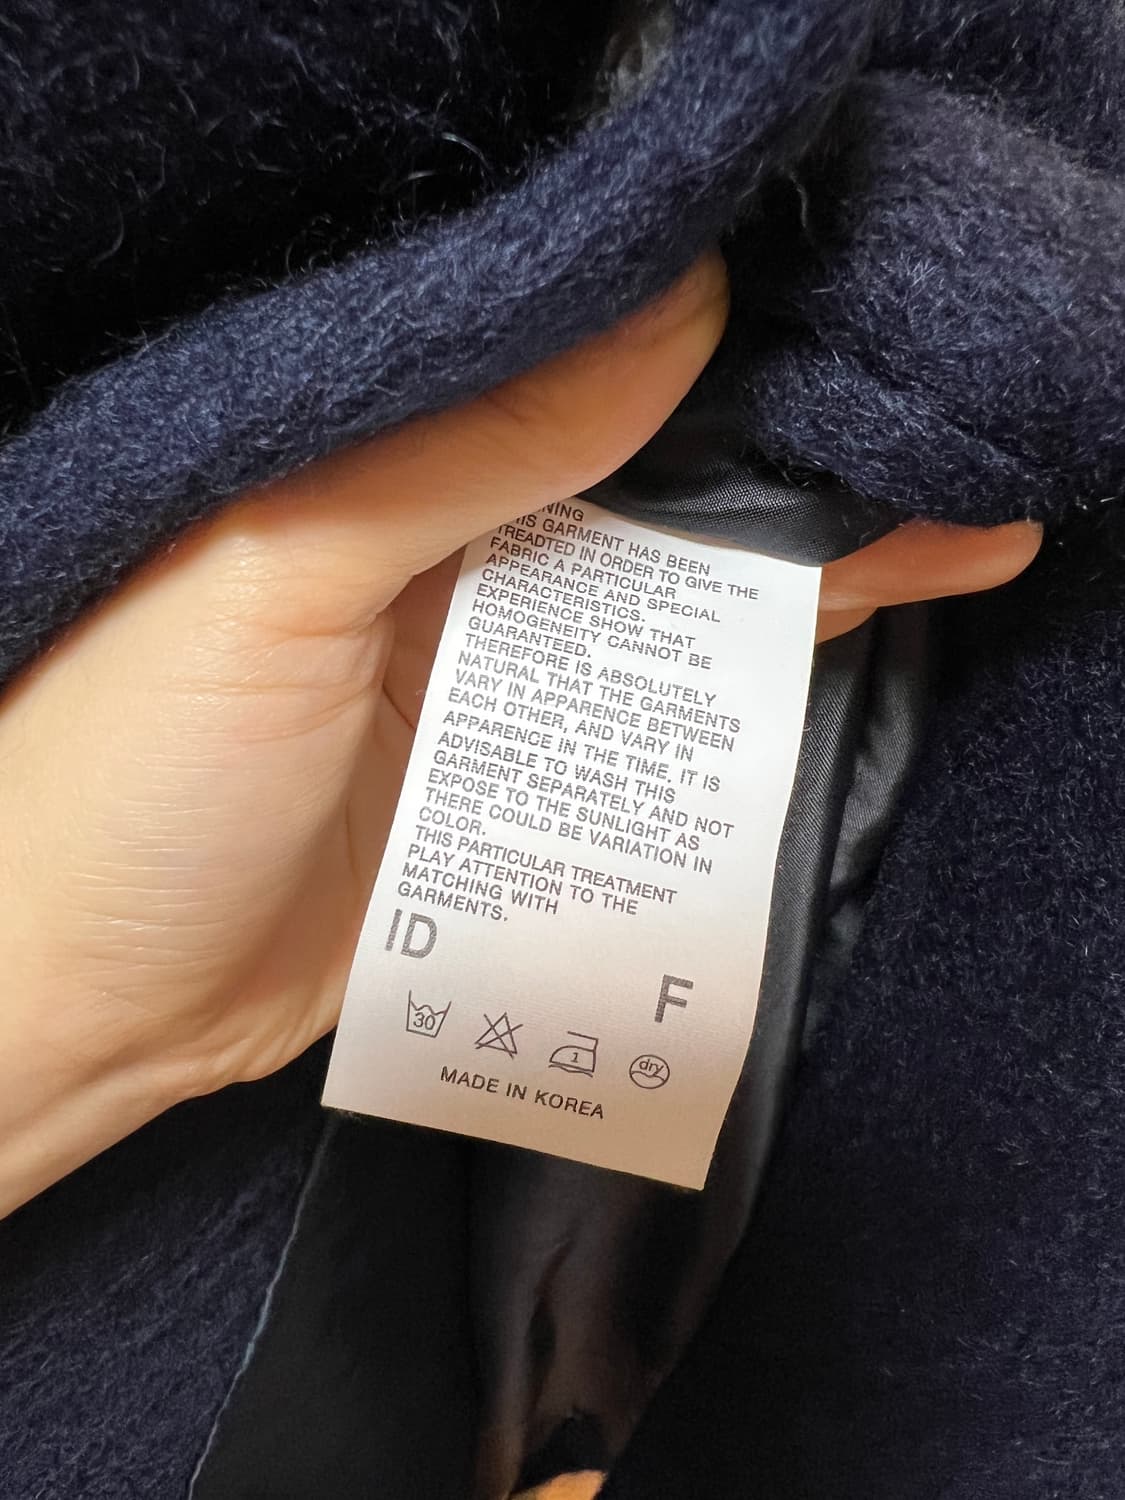 NING
IS GARMENT HAS BEEN
TREADTED IN ORDER TO GIVE THE
FABRIC A PARTICULAR
APPEARANCE AND SPECIAL
CHARACTERISTICS.
EXPERIENCE SHOW THAT
HOMOGENEITY CANNOT BE
GUARANTEED.
THEREFORE IS ABSOLUTELY
NATURAL THAT THE GARMENTS
VARY IN APPARENCE BETWEEN
EACH OTHER, AND VARY IN
APPARENCE IN THE TIME. IT IS
ADVISABLE TO WASH THIS
GARMENT SEPARATELY AND NOT
EXPOSE TO THE SUNLIGHT AS
THERE COULD BE VARIATION IN
COLOR.
THIS PARTICULAR TREATMENT
PLAY ATTENTION TO THE
MATCHING WITH
GARMENTS.
ID
F
30
1
dry
MADE IN KOREA